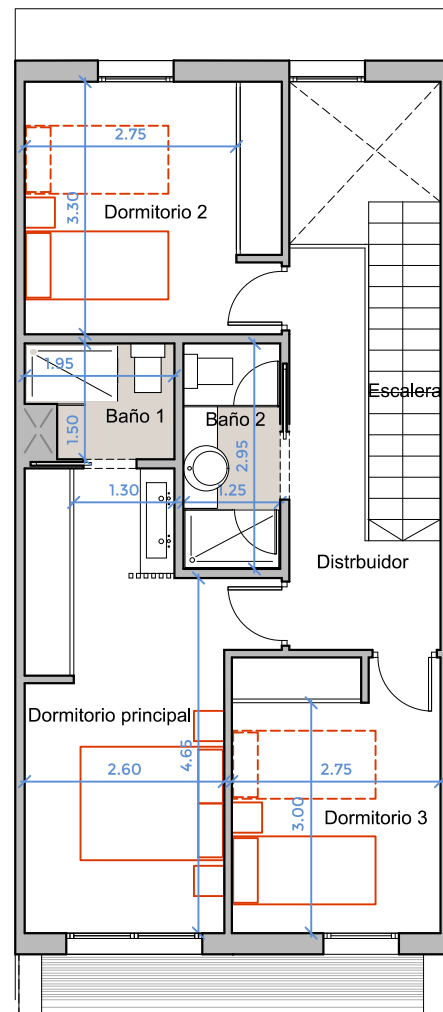 2.75
3.30
Dormitorio 2
1.95
Baño 1
1.50
Baño 2
2.95
Escalera
1.30
1.25
Distrbuidor
Dormitorio principal
4.65
2.60
2.75
3.00
Dormitorio 3